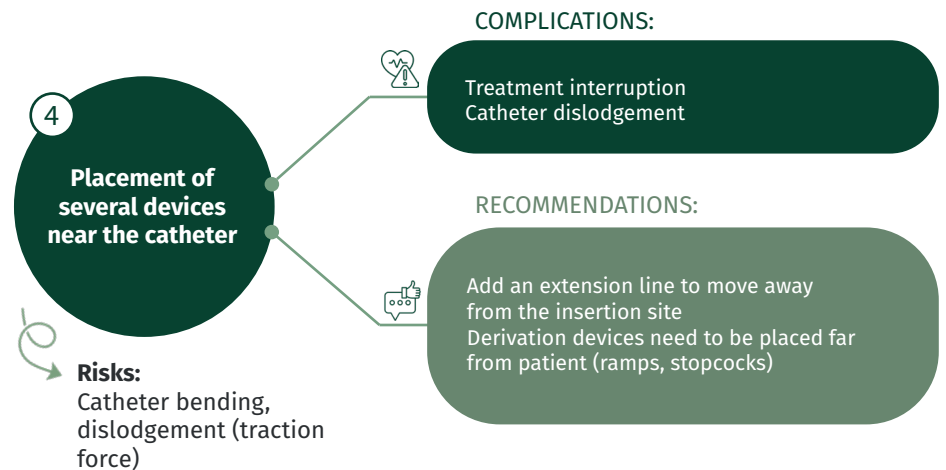 4
Placement of
several devices
near the catheter
Risks:
Catheter bending,
dislodgement (traction
force)
COMPLICATIONS:
Treatment interruption
Catheter dislodgement
RECOMMENDATIONS:
Add an extension line to move away
from the insertion site
Derivation devices need to be placed far
from patient (ramps, stopcocks)